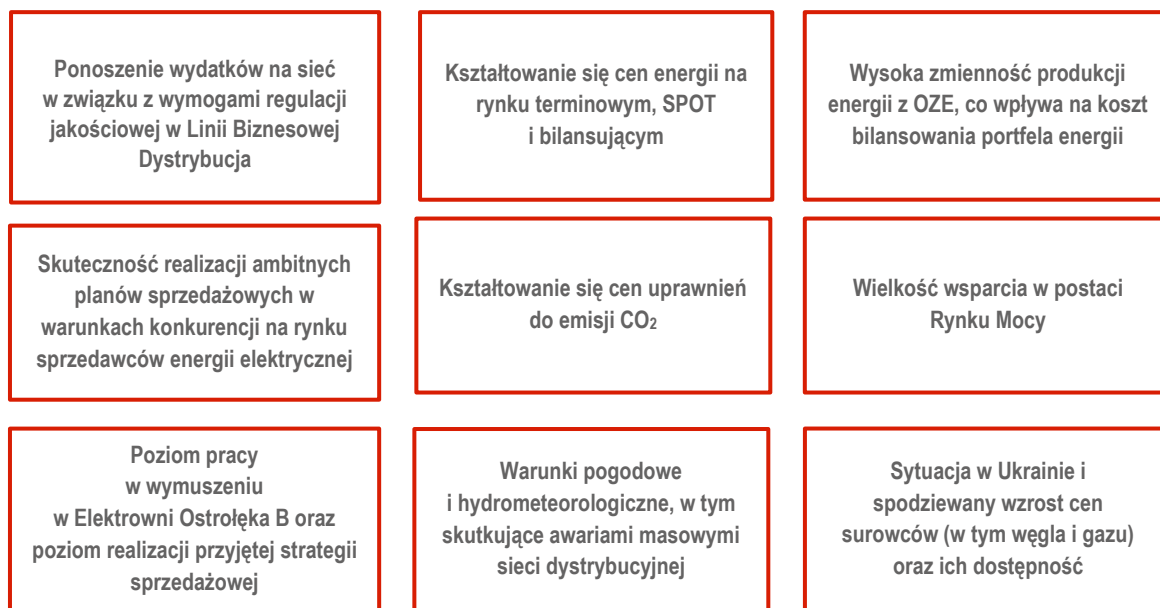 Ponoszenie wydatków na sieć
w związku z wymogami regulacji
jakościowej w Linii Biznesowej
Dystrybucja
Kształtowanie się cen energii na
rynku terminowym, SPOT
i bilansującym
Wysoka zmienność produkcji
energii z OZE, co wpływa na koszt
bilansowania portfela energii
Skuteczność realizacji ambitnych
planów sprzedażowych w
warunkach konkurencji na rynku
sprzedawców energii elektrycznej
Kształtowanie się cen uprawnień
do emisji CO₂
Wielkość wsparcia w postaci
Rynku Mocy
Poziom pracy
w wymuszeniu
w Elektrowni Ostrołęka B oraz
poziom realizacji przyjętej strategii
sprzedażowej
Warunki pogodowe
i hydrometeorologiczne, w tym
skutkujące awariami masowymi
sieci dystrybucyjnej
Sytuacja w Ukrainie i
spodziewany wzrost cen
surowców (w tym węgla i gazu)
oraz ich dostępność